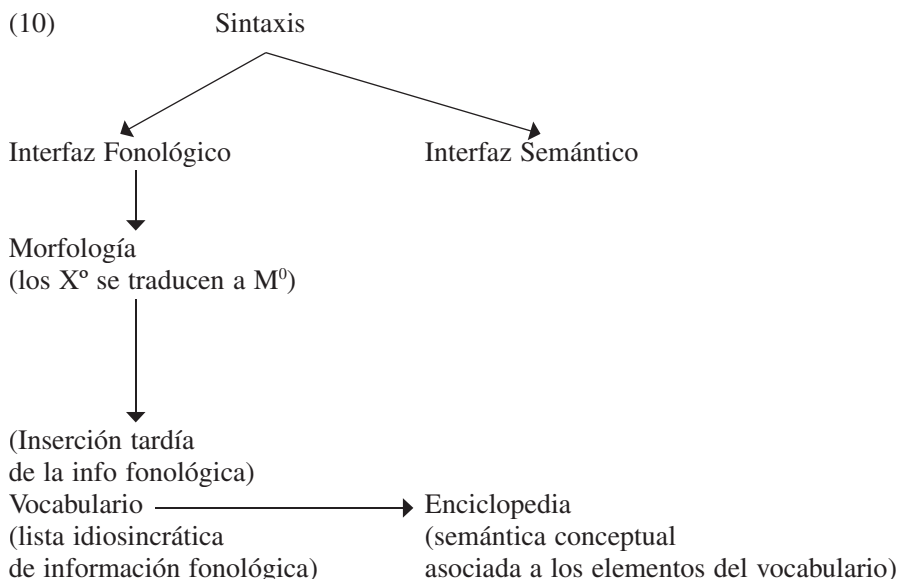 (10) Sintaxis
Interfaz Fonológico Interfaz Semántico
Morfología
(los Xº se traducen a M⁰)
(Inserción tardía
de la info fonológica)
Vocabulario Enciclopedia
(lista idiosincrática (semántica conceptual
de información fonológica) asociada a los elementos del vocabulario)